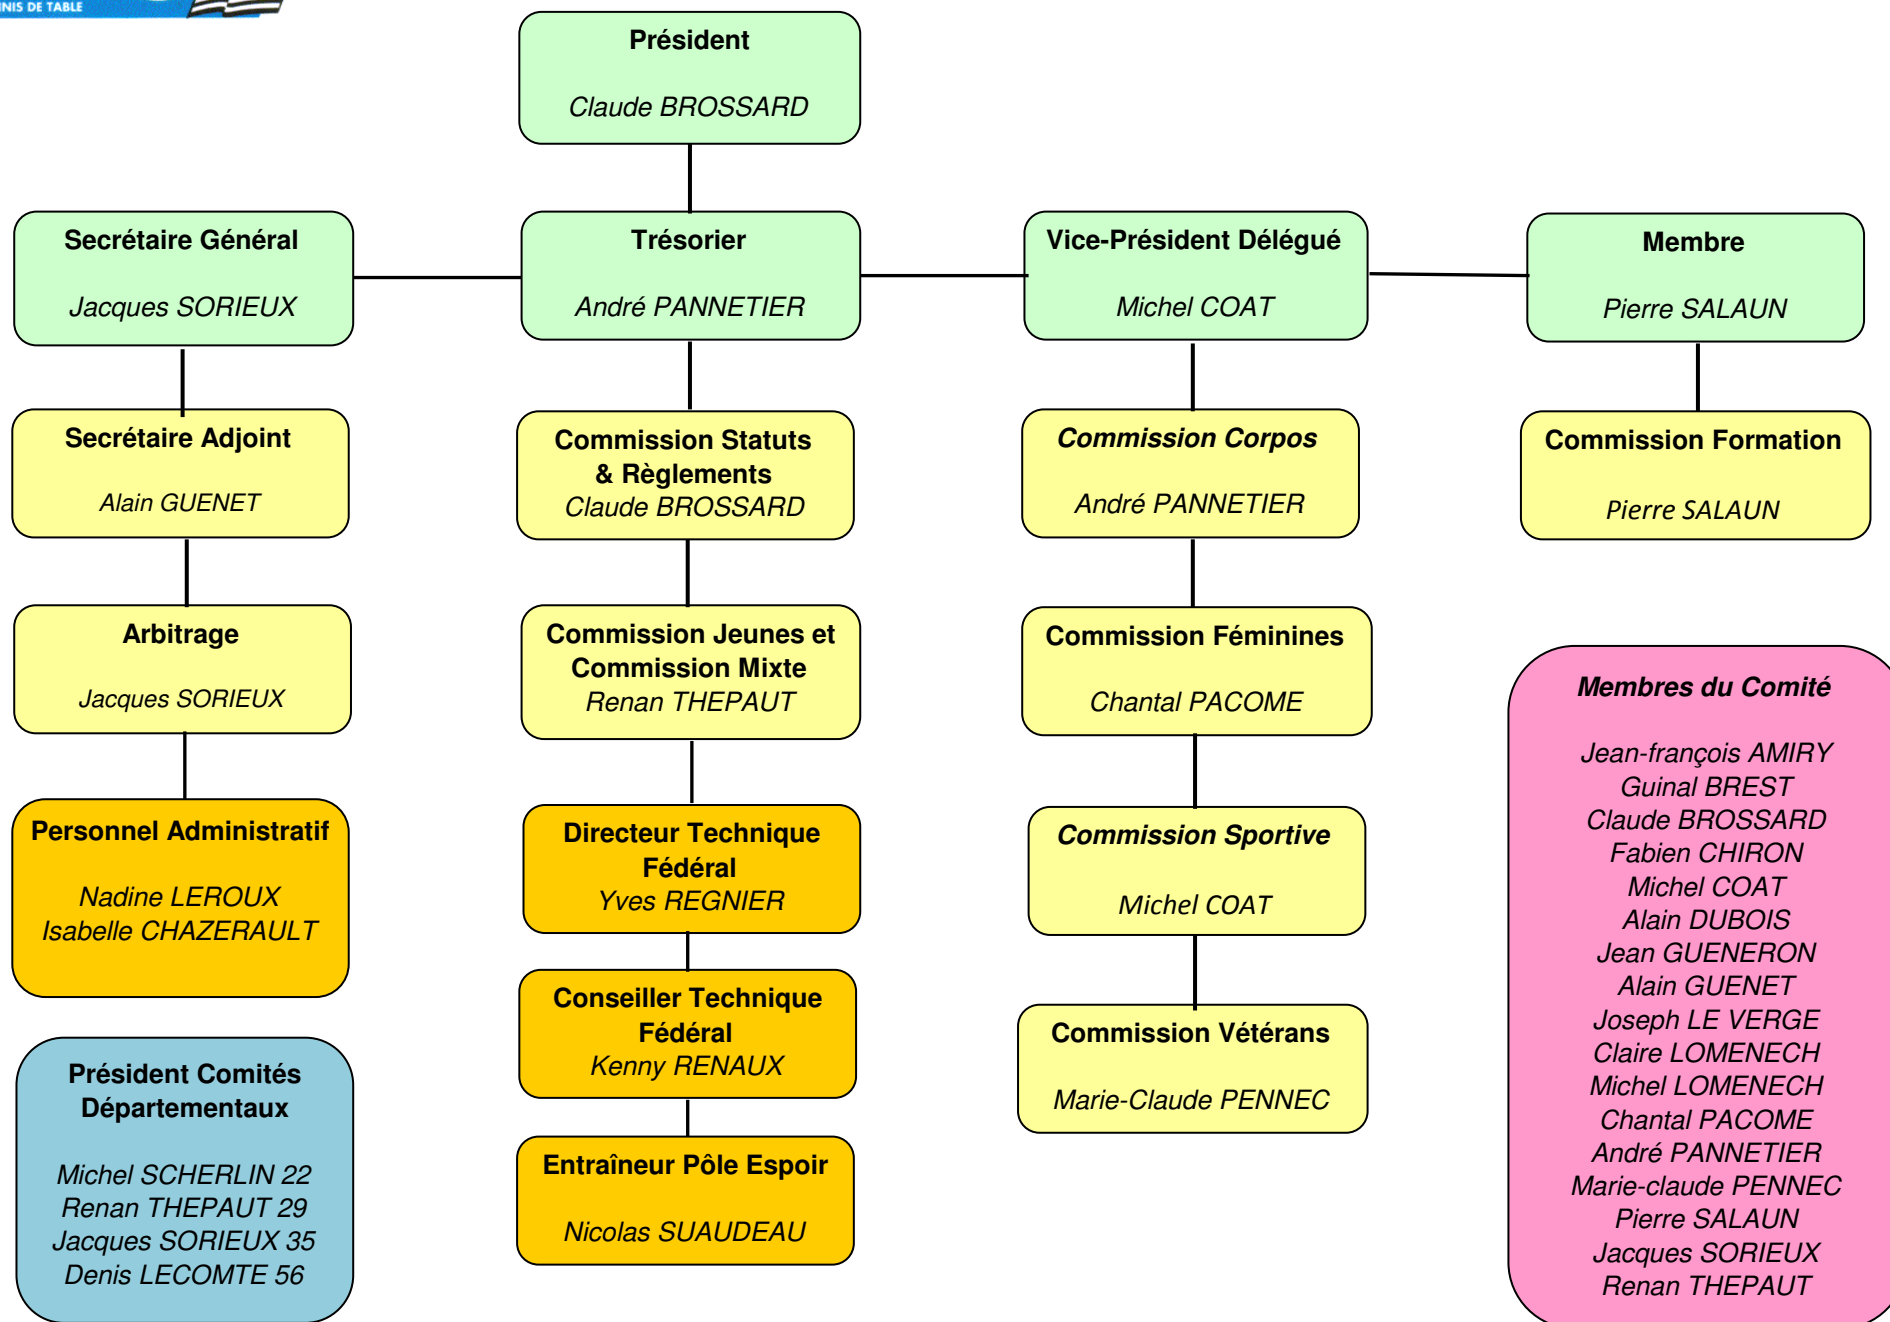 NIS DE TABLE
Président
Claude BROSSARD
Secrétaire Général
Jacques SORIEUX
Trésorier
André PANNETIER
Vice-Président Délégué
Michel COAT
Membre
Pierre SALAUN
Secrétaire Adjoint
Alain GUENET
Commission Statuts
& Règlements
Claude BROSSARD
Commission Corpos
André PANNETIER
Commission Formation
Pierre SALAUN
Arbitrage
Jacques SORIEUX
Commission Jeunes et
Commission Mixte
Renan THEPAUT
Commission Féminines
Chantal PACOME
Personnel Administratif
Nadine LEROUX
Isabelle CHAZERAULT
Directeur Technique
Fédéral
Yves REGNIER
Commission Sportive
Michel COAT
Conseiller Technique
Fédéral
Kenny RENAUX
Commission Vétérans
Marie-Claude PENNEC
Entraîneur Pôle Espoir
Nicolas SUAUDEAU
Président Comités
Départementaux
Michel SCHERLIN 22
Renan THEPAUT 29
Jacques SORIEUX 35
Denis LECOMTE 56
Membres du Comité
Jean-françois AMIRY
Guinal BREST
Claude BROSSARD
Fabien CHIRON
Michel COAT
Alain DUBOIS
Jean GUENERON
Alain GUENET
Joseph LE VERGE
Claire LOMENECH
Michel LOMENECH
Chantal PACOME
André PANNETIER
Marie-claude PENNEC
Pierre SALAUN
Jacques SORIEUX
Renan THEPAUT